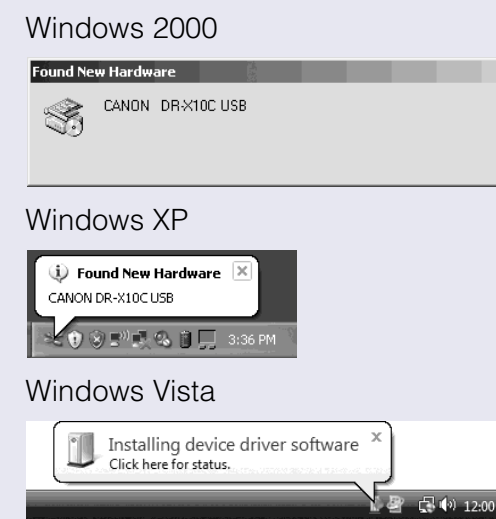 Windows 2000
Found New Hardware
CANON DR-X10C USB
Windows XP
Found New Hardware
CANON DR-X10C USB
3:36 PM
Windows Vista
Installing device driver software
Click here for status.
12:00